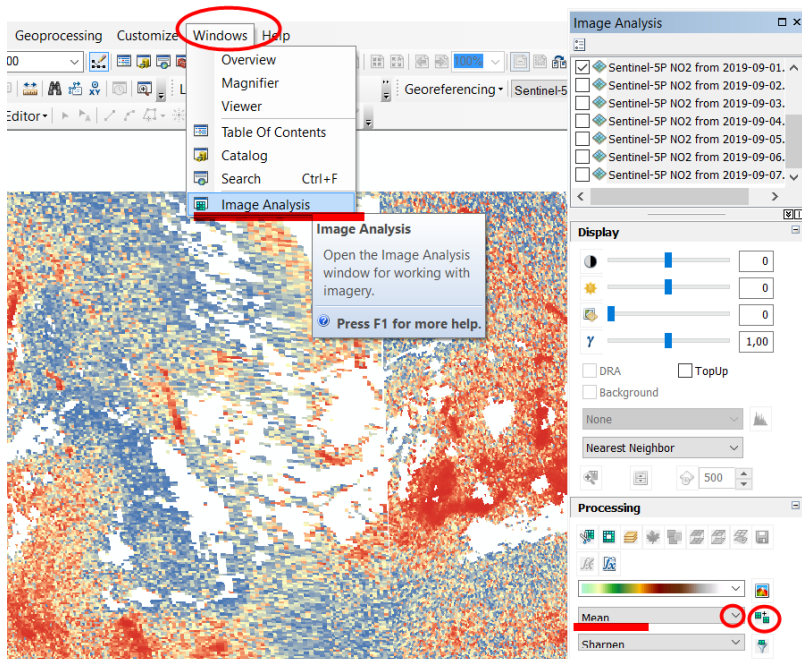 Geoprocessing Customize Windows Help
00
100%
Georeferencing Sentinel-5
Editor
Overview
Magnifier
Viewer
Table Of Contents
Catalog
Search Ctrl+F
Image Analysis
Image Analysis
Open the Image Analysis
window for working with
imagery.
Press F1 for more help.
Image Analysis
Sentinel-5P NO2 from 2019-09-01.
Sentinel-5P NO2 from 2019-09-02.
Sentinel-5P NO2 from 2019-09-03.
Sentinel-5P NO2 from 2019-09-04.
Sentinel-5P NO2 from 2019-09-05.
Sentinel-5P NO2 from 2019-09-06.
Sentinel-5P NO2 from 2019-09-07.
Display
0
0
0
γ 1,00
DRA TopUp
Background
None
Nearest Neighbor
500
Processing
Mean
Sharpen